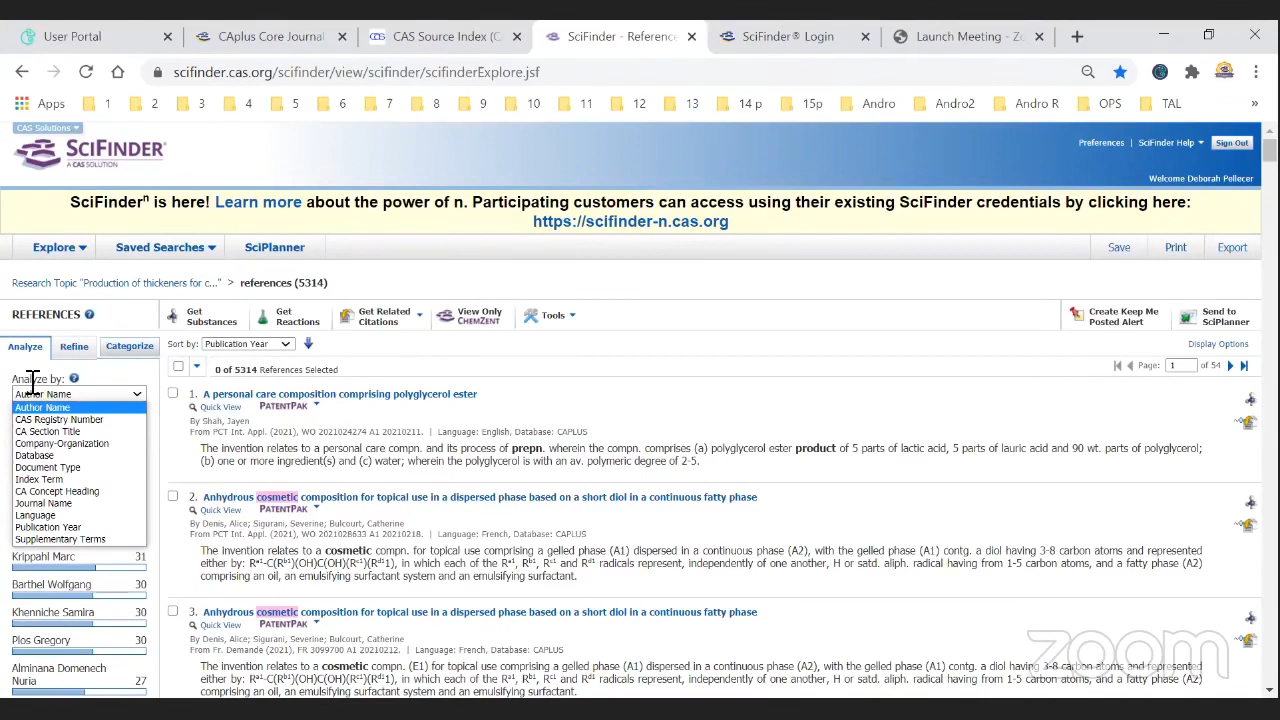 User Portal
CAplus Core Journal
CAS Source Index (C
SciFinder - Reference
SciFinder® Login
Launch Meeting - Zo
scifinder.cas.org/scifinder/view/scifinder/scifinderExplore.jsf
Apps 1 2 3 4 5 6 7 8 9 10 11 12 13 14 p 15p Andro Andro2 Andro R OPS TAL »
CAS Solutions
SCIFINDER
A CAS SOLUTION
Preferences | SciFinder Help Sign Out
Welcome Deborah Pellecer
SciFinderⁿ is here! Learn more about the power of n. Participating customers can access using their existing SciFinder credentials by clicking here:
https://scifinder-n.cas.org
Explore Saved Searches SciPlanner Save Print Export
Research Topic "Production of thickeners for c..." > references (5314)
REFERENCES
Get Substances
Get Reactions
Get Related Citations
View Only CHEMZENT
Tools
Create Keep Me Posted Alert
Send to SciPlanner
Analyze Refine Categorize
Sort by: Publication Year
Display Options
0 of 5314 References Selected
Page: 1 of 54
Analyze by:
Author Name
Author Name
CAS Registry Number
CA Section Title
Company-Organization
Database
Document Type
Index Term
CA Concept Heading
Journal Name
Language
Publication Year
Supplementary Terms
Krippahl Marc 31
Barthel Wolfgang 30
Khenniche Samira 30
Plos Gregory 30
Alminana Domenech
Nuria 27
1. A personal care composition comprising polyglycerol ester
Quick View PATENTPAK
By Shah, Jayen
From PCT Int. Appl. (2021), WO 2021024274 A1 20210211. | Language: English, Database: CAPLUS
The invention relates to a personal care compn. and its process of prepn. wherein the compn. comprises (a) polyglycerol ester product of 5 parts of lactic acid, 5 parts of lauric acid and 90 wt. parts of polyglycerol;
(b) one or more ingredient(s) and (c) water; wherein the polyglycerol is with an av. polymeric degree of 2-5.
2. Anhydrous cosmetic composition for topical use in a dispersed phase based on a short diol in a continuous fatty phase
Quick View PATENTPAK
By Denis, Alice; Sigurani, Severine; Bulcourt, Catherine
From PCT Int. Appl. (2021), WO 2021028633 A1 20210218. | Language: French, Database: CAPLUS
The invention relates to a cosmetic compn. for topical use comprising a gelled phase (A1) dispersed in a continuous phase (A2), with the gelled phase (A1) contg. a diol having 3-8 carbon atoms and represented
either by: Rᵃ¹-C(Rᵇ¹)(OH)C(OH)(Rᶜ¹)(Rᵈ¹), in which each of the Rᵃ¹, Rᵇ¹, Rᶜ¹ and Rᵈ¹ radicals represent, independently of one another, H or satd. aliph. radical having from 1-5 carbon atoms, and a fatty phase (A2)
comprising an oil, an emulsifying surfactant system and an emulsifying surfactant.
3. Anhydrous cosmetic composition for topical use in a dispersed phase based on a short diol in a continuous fatty phase
Quick View PATENTPAK
By Denis, Alice; Sigurani, Severine; Bulcourt, Catherine
From Fr. Demande (2021), FR 3099700 A1 20210212. | Language: French, Database: CAPLUS
The invention relates to a cosmetic compn. (E1) for topical use comprising a gelled phase (A1) dispersed in a continuous phase (A2), with the gelled phase (A1) contg. a diol having 3-8 carbon atoms and represented
either by: Rᵃ¹-C(Rᵇ¹)(OH)C(OH)(Rᶜ¹)(Rᵈ¹), in which each of the Rᵃ¹, Rᵇ¹, Rᶜ¹ and Rᵈ¹ radicals represent, independently of one another, H or satd. aliph. radical having from 1-5 carbon atoms, and a fatty phase (A2)
comprising an oil, an emulsifying surfactant system and an emulsifying surfactant.
zoom